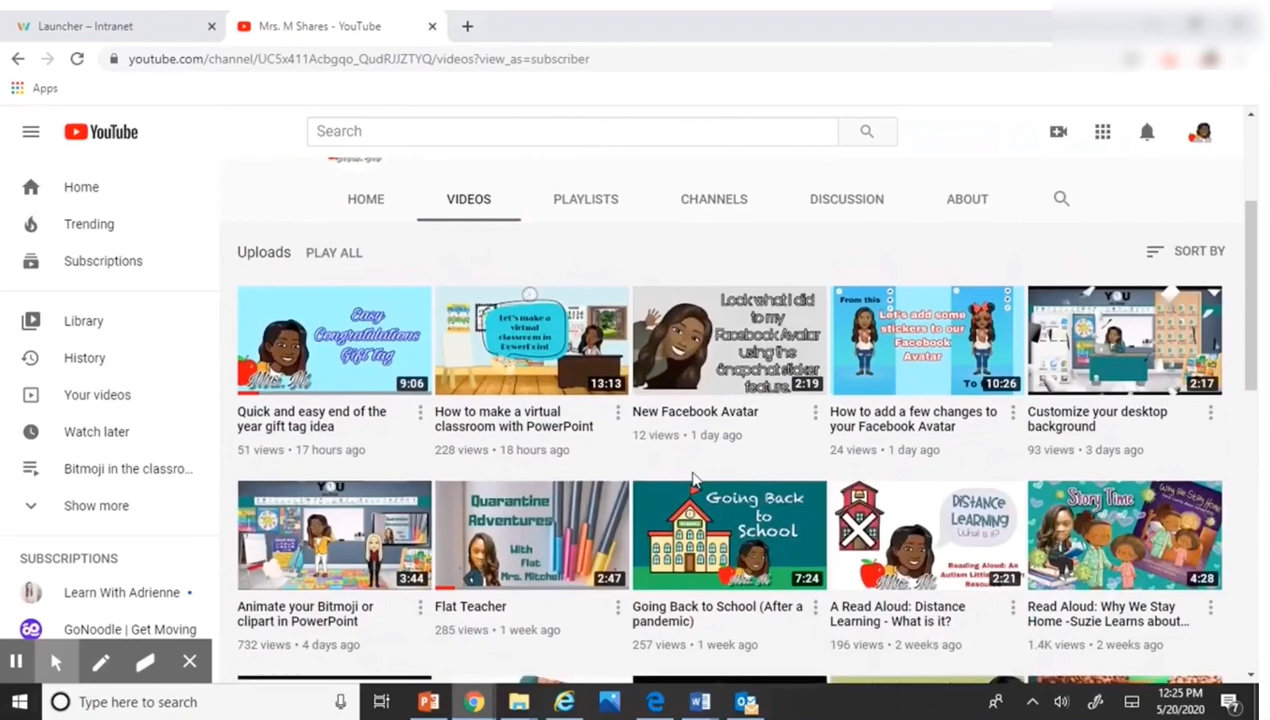 Launcher – Intranet
Mrs. M Shares - YouTube
youtube.com/channel/UC5x411Acbgqo_QudRJJZTYQ/videos?view_as=subscriber
Apps
YouTube
Search
Home
Trending
Subscriptions
Library
History
Your videos
Watch later
Bitmoji in the classro...
Show more
SUBSCRIPTIONS
Learn With Adrienne
GoNoodle | Get Moving
HOME VIDEOS PLAYLISTS CHANNELS DISCUSSION ABOUT
Uploads PLAY ALL
SORT BY
Easy
Congratulations
Gift Tag
Mrs. M
9:06
Quick and easy end of the
year gift tag idea
51 views • 17 hours ago
Let's make a
virtual
classroom in
PowerPoint
13:13
How to make a virtual
classroom with PowerPoint
228 views • 18 hours ago
Look what I did
to my
Facebook Avatar
using the
Snapchat sticker
feature.
2:19
New Facebook Avatar
12 views • 1 day ago
From this
Let's add some
stickers to our
Facebook
Avatar
To
10:26
How to add a few changes to
your Facebook Avatar
24 views • 1 day ago
YOU
2:17
Customize your desktop
background
93 views • 3 days ago
3:44
Animate your Bitmoji or
clipart in PowerPoint
732 views • 4 days ago
Quarantine
Adventures
With
Flat
Mrs. Mitchell
2:47
Flat Teacher
285 views • 1 week ago
Going Back
to
School
SCHOOL
Mrs. M
7:24
Going Back to School (After a
pandemic)
257 views • 1 week ago
DISTANCE
LEARNING
What is it?
Mrs. M
Reading Aloud: An
Autism
2:21
A Read Aloud: Distance
Learning - What is it?
196 views • 2 weeks ago
Story Time
Why We Stay
Home
4:28
Read Aloud: Why We Stay
Home -Suzie Learns about...
1.4K views • 2 weeks ago
Type here to search
12:25 PM
5/20/2020
7